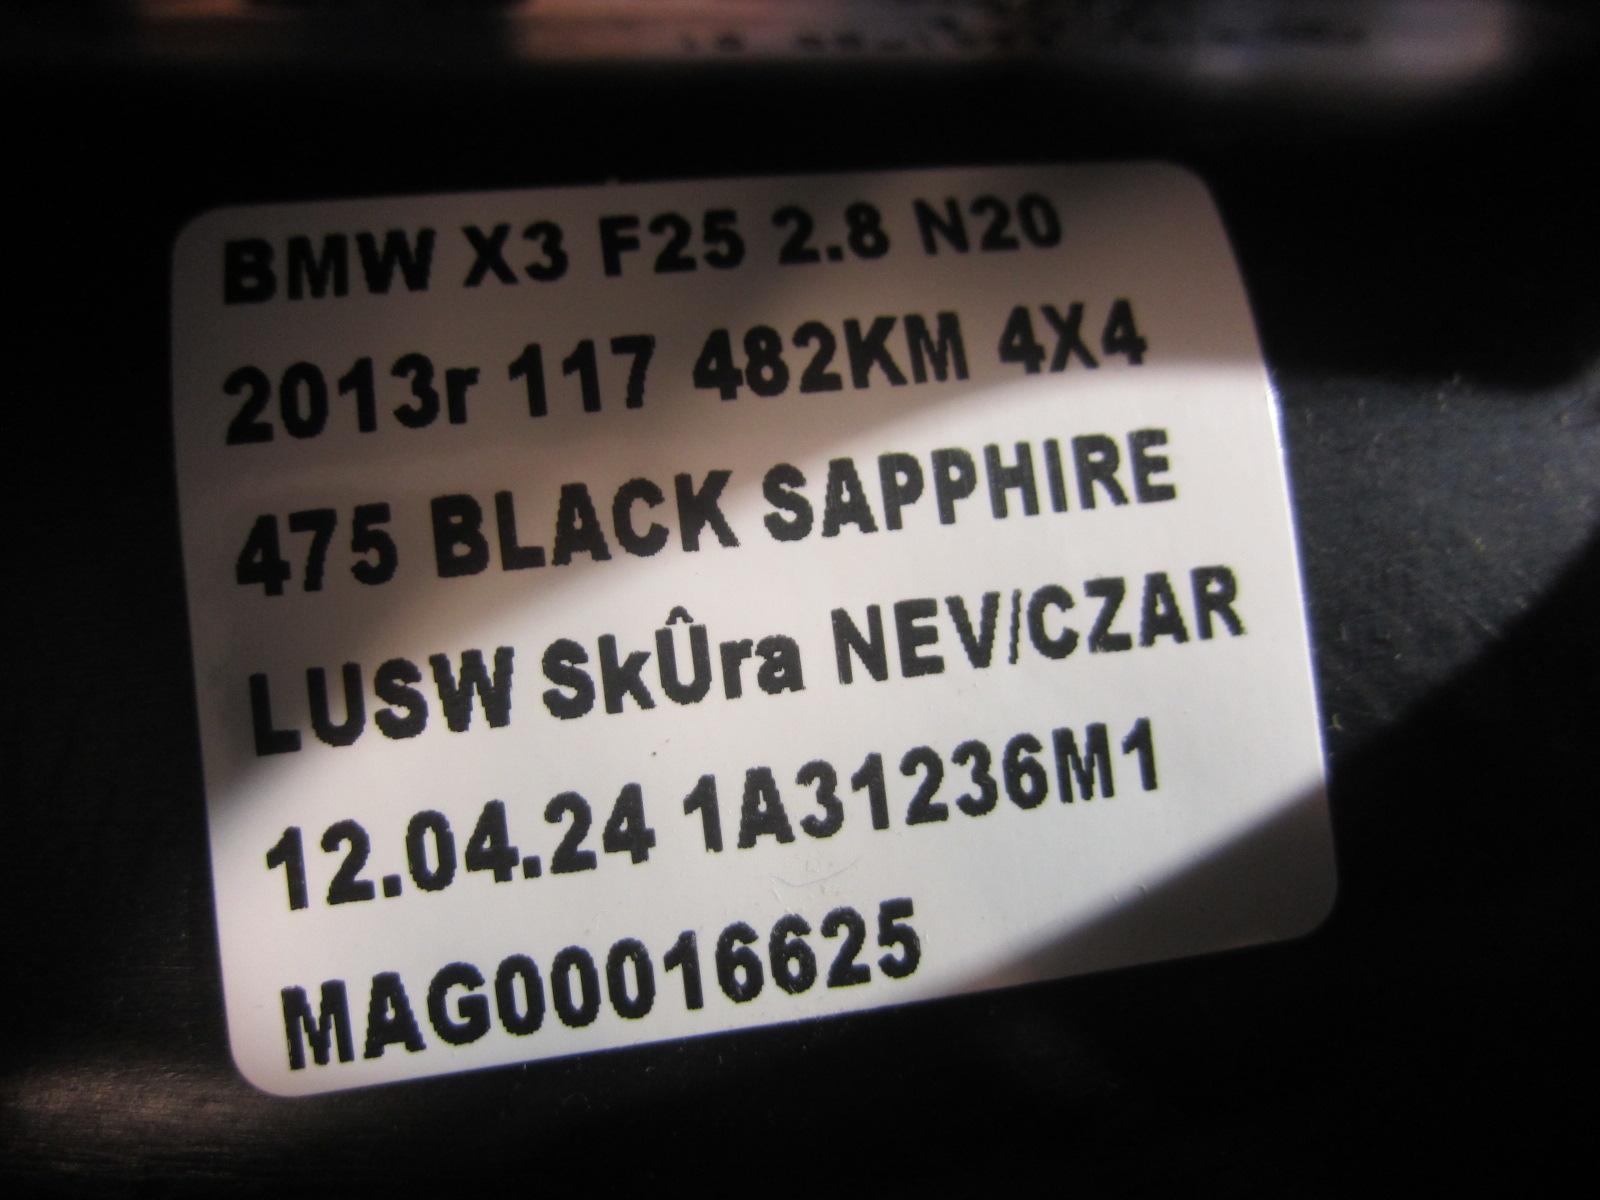 BMW X3 F25 2.8 N20
2013r 117 482KM 4X4
475 BLACK SAPPHIRE
LUSW SkÛra NEV/CZAR
12.04.24 1A31236M1
MAG00016625